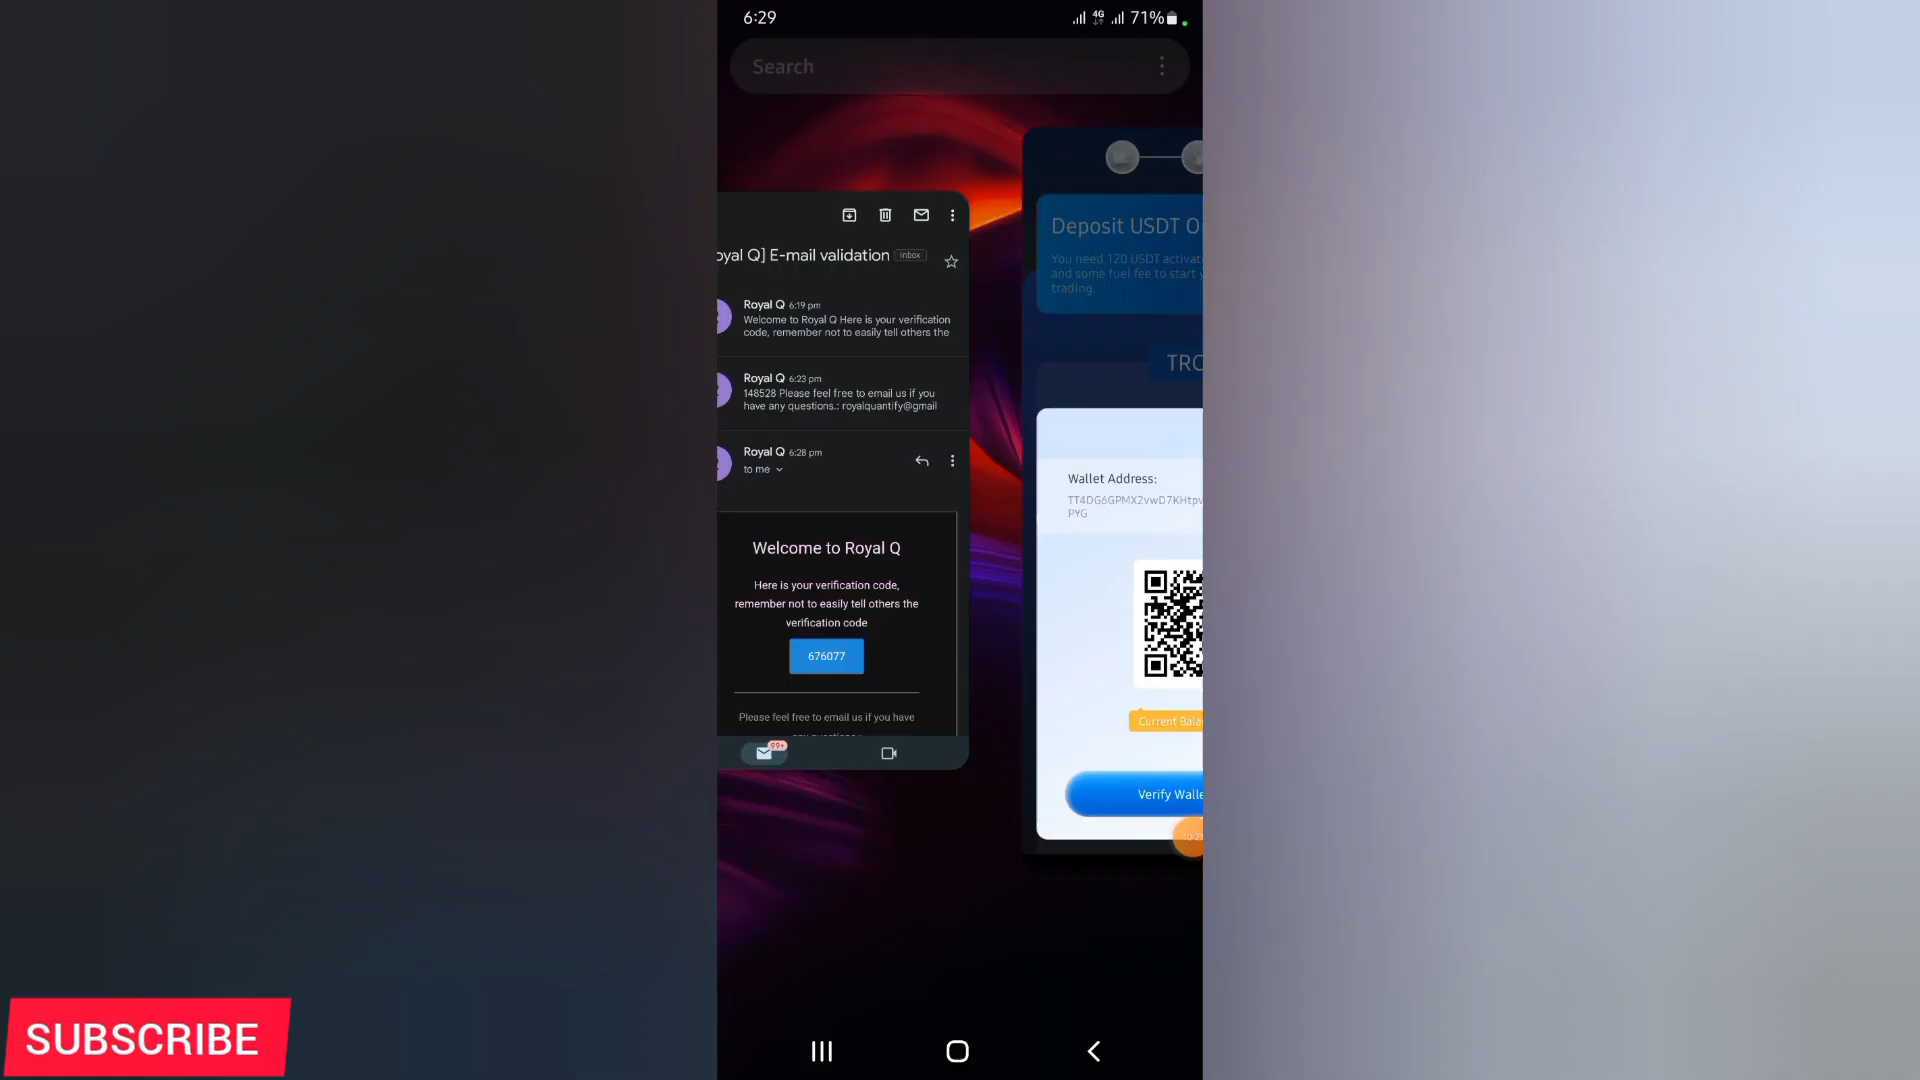 6:29
4G
71%
Search
oyal Q] E-mail validation Inbox
Royal Q 6:19 pm
Welcome to Royal Q Here is your verification
code, remember not to easily tell others the
Royal Q 6:23 pm
148528 Please feel free to email us if you
have any questions.: royalquantify@gmail
Royal Q 6:28 pm
to me
Welcome to Royal Q
Here is your verification code,
remember not to easily tell others the
verification code
676077
Please feel free to email us if you have
99+
Deposit USDT O
You need 120 USDT activat
and some fuel fee to start y
trading.
TRC
Wallet Address:
TT4DG6GPMX2vwD7KHtpv
PYG
Current Bala
Verify Walle
10:23
SUBSCRIBE